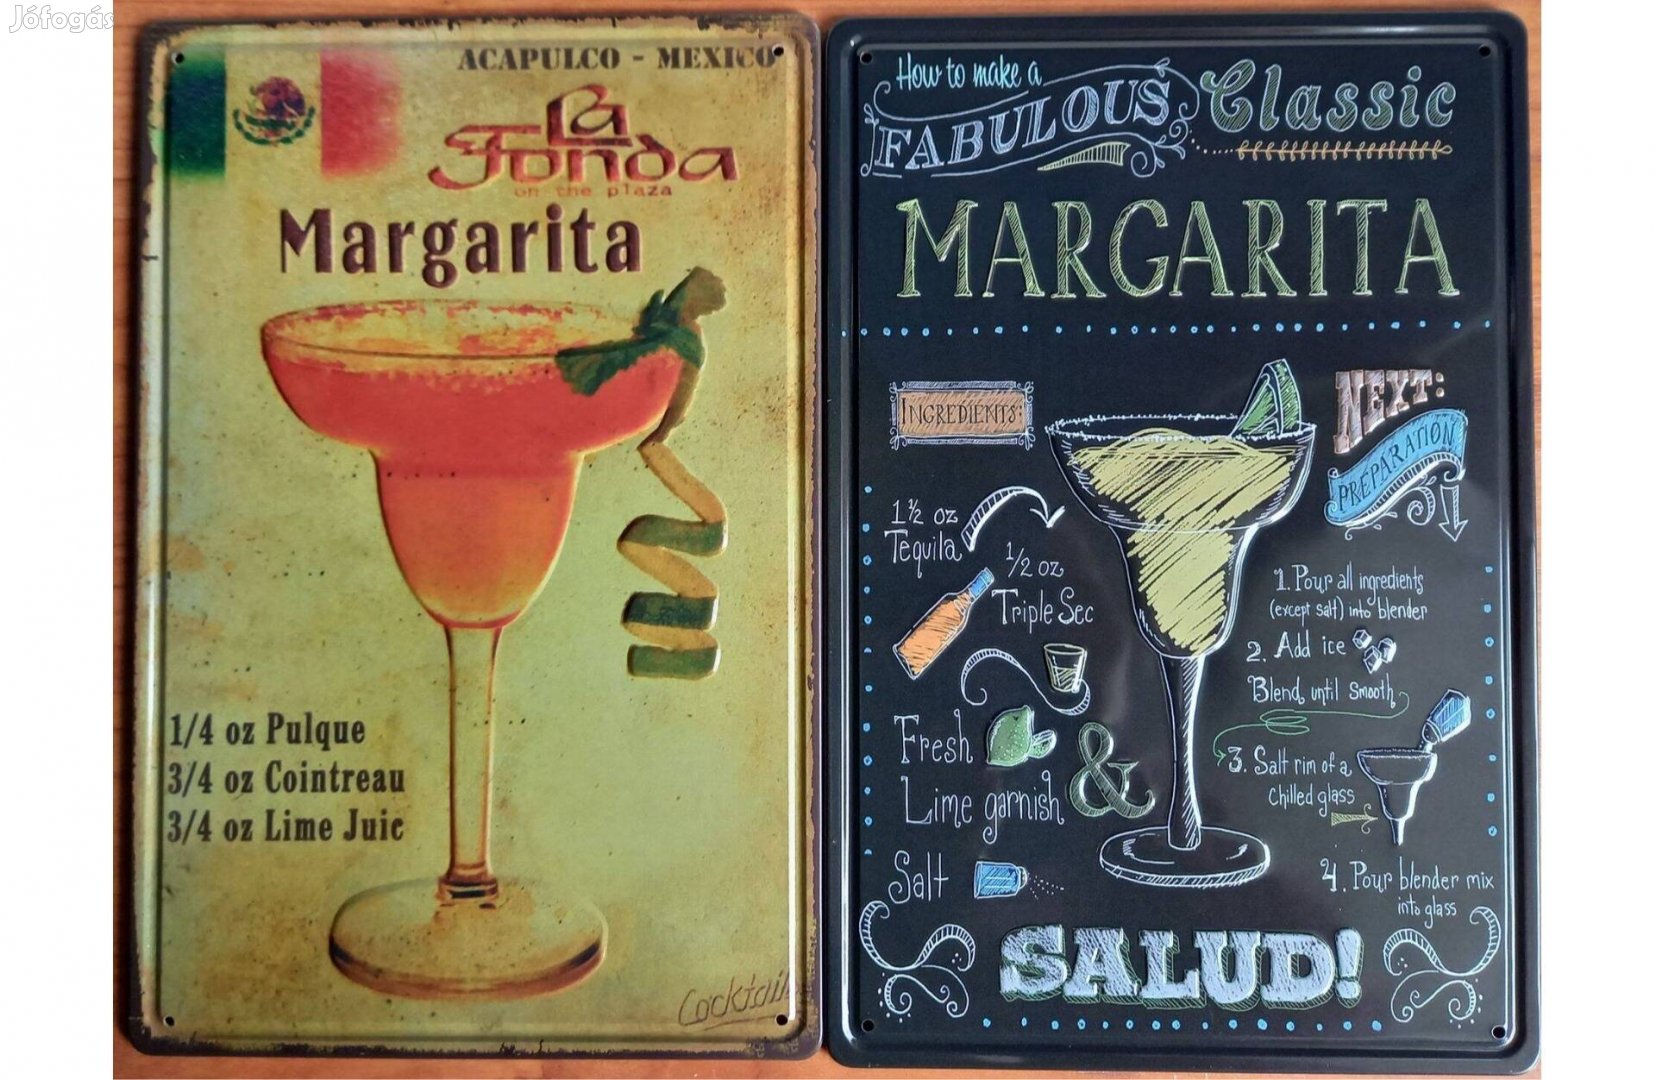 Jófogás
ACAPULCO - MEXICO
La
Fonda
on the plaza
Margarita
1/4 oz Pulque
3/4 oz Cointreau
3/4 oz Lime Juic
Cocktail
How to make a
FABULOUS Classic
MARGARITA
INGREDIENTS:
1 ½ oz
Tequila
1/2 oz
Triple Sec
Fresh
Lime garnish &
Salt
NEXT:
PREPARATION
1. Pour all ingredients
(except salt) into blender
2. Add ice
Blend until smooth
3. Salt rim of a
chilled glass
4. Pour blender mix
into glass
SALUD!